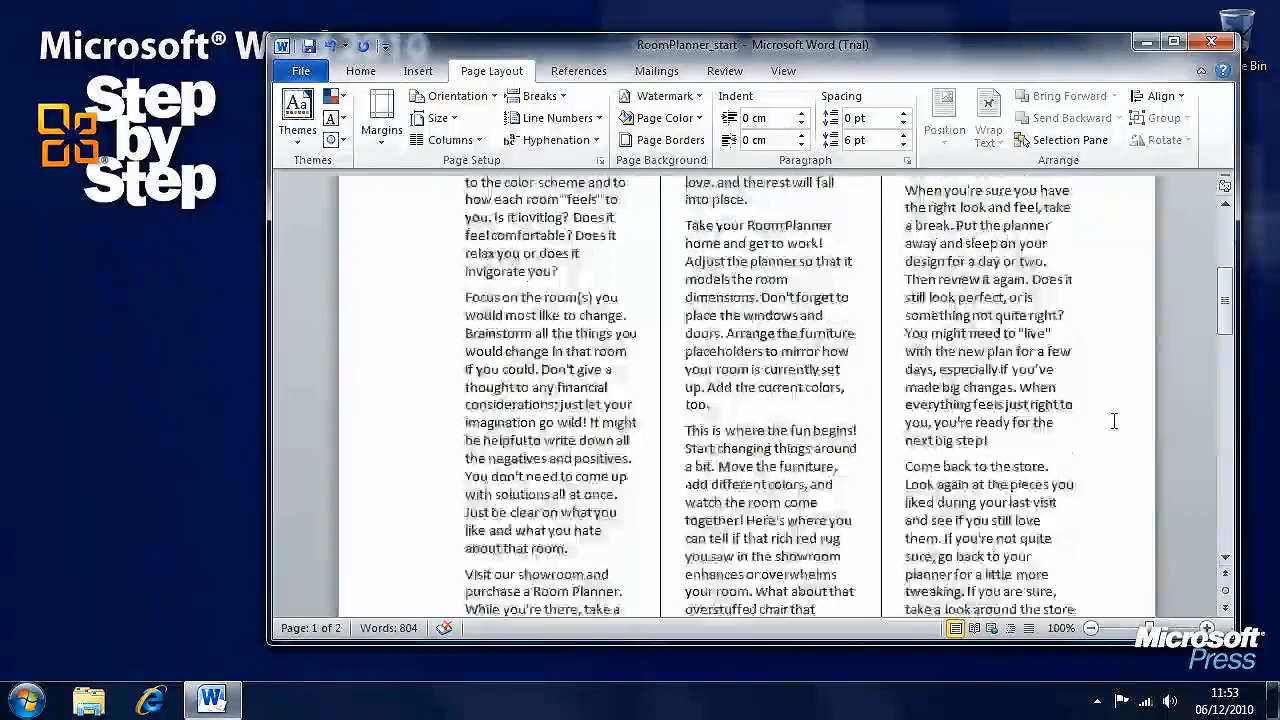 Microsoft® W
Step
by
Step
Bin
RoomPlanner_start - Microsoft Word (Trial)
File Home Insert Page Layout References Mailings Review View
Themes
Themes
Margins
Orientation
Size
Columns
Breaks
Line Numbers
Hyphenation
Page Setup
Watermark
Page Color
Page Borders
Page Background
Indent
0 cm
0 cm
Spacing
0 pt
6 pt
Paragraph
Position
Wrap
Text
Bring Forward
Send Backward
Selection Pane
Align
Group
Rotate
Arrange
to the color scheme and to
how each room "feels" to
you. Is it inviting? Does it
feel comfortable? Does it
relax you or does it
invigorate you?
Focus on the room(s) you
would most like to change.
Brainstorm all the things you
would change in that room
if you could. Don't give a
thought to any financial
considerations; just let your
imagination go wild! It might
be helpful to write down all
the negatives and positives.
You don't need to come up
with solutions all at once.
Just be clear on what you
like and what you hate
about that room.
Visit our showroom and
purchase a Room Planner.
While you're there, take a
love, and the rest will fall
into place.
Take your Room Planner
home and get to work!
Adjust the planner so that it
models the room
dimensions. Don't forget to
place the windows and
doors. Arrange the furniture
placeholders to mirror how
your room is currently set
up. Add the current colors,
too.
This is where the fun begins!
Start changing things around
a bit. Move the furniture,
add different colors, and
watch the room come
together! Here's where you
can tell if that rich red rug
you saw in the showroom
enhances or overwhelms
your room. What about that
overstuffed chair that
When you're sure you have
the right look and feel, take
a break. Put the planner
away and sleep on your
design for a day or two.
Then review it again. Does it
still look perfect, or is
something not quite right?
You might need to "live"
with the new plan for a few
days, especially if you've
made big changes. When
everything feels just right to
you, you're ready for the
next big step!
Come back to the store.
Look again at the pieces you
liked during your last visit
and see if you still love
them. If you're not quite
sure, go back to your
planner for a little more
tweaking. If you are sure,
take a look around the store
Page: 1 of 2 Words: 804 100%
Microsoft
Press
11:53
06/12/2010